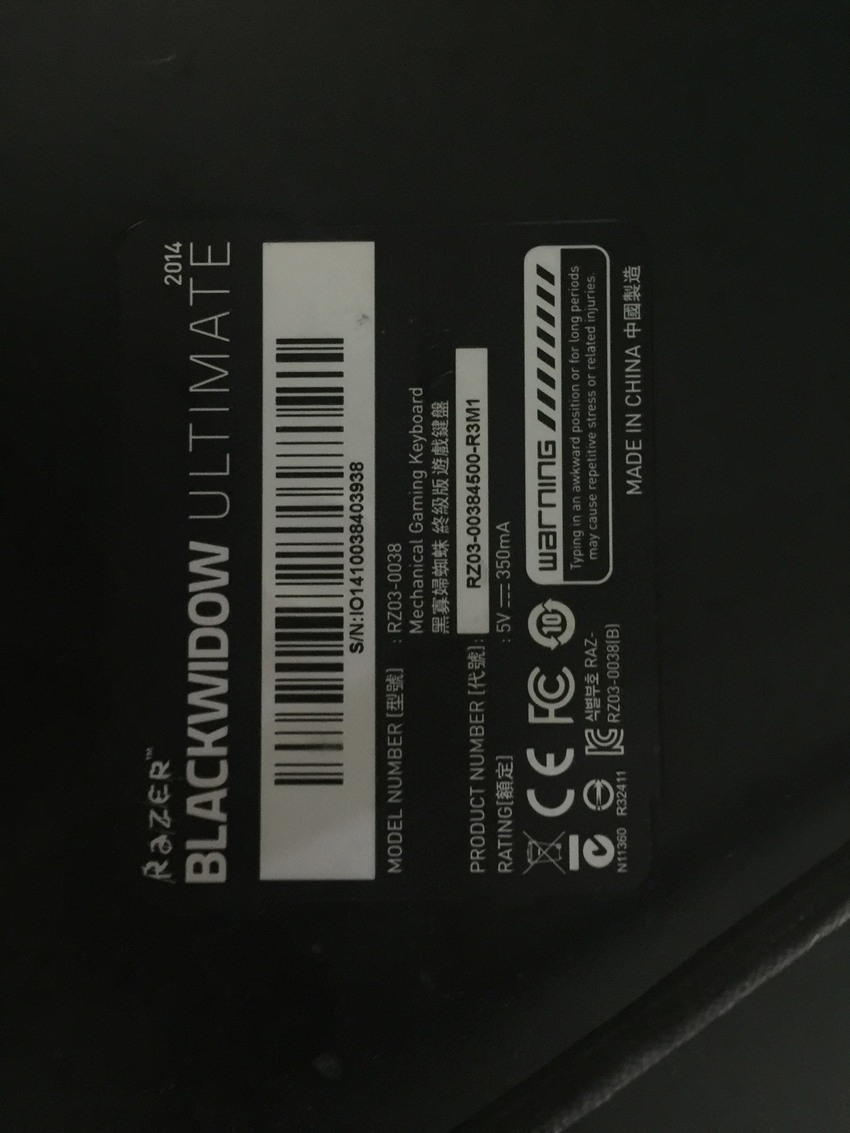 RAZER™
BLACKWIDOW ULTIMATE 2014
S/N:IO1410038403938
MODEL NUMBER [型號] : RZ03-0038
Mechanical Gaming Keyboard
黑寡婦蜘蛛 終級版 遊戲鍵盤
PRODUCT NUMBER [代號] : RZ03-00384500-R3M1
RATING[額定] : 5V ⎓ 350mA
CE FC 10
N11360 R32411
식별부호 RAZ-
RZ03-0038(B)
warning
Typing in an awkward position or for long periods
may cause repetitive stress or related injuries.
MADE IN CHINA 中國製造